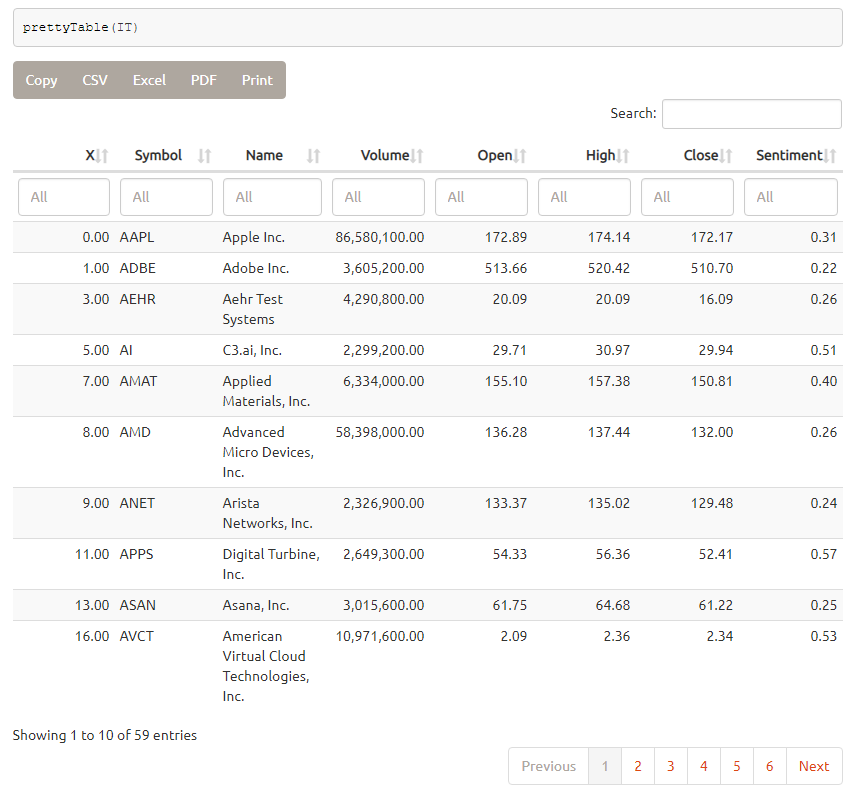 prettyTable(IT)
Copy CSV Excel PDF Print
Search:
X Symbol Name Volume Open High Close Sentiment
All All All All All All All All
0.00 AAPL Apple Inc. 86,580,100.00 172.89 174.14 172.17 0.31
1.00 ADBE Adobe Inc. 3,605,200.00 513.66 520.42 510.70 0.22
3.00 AEHR Aehr Test 4,290,800.00 20.09 20.09 16.09 0.26
Systems
5.00 AI C3.ai, Inc. 2,299,200.00 29.71 30.97 29.94 0.51
7.00 AMAT Applied 6,334,000.00 155.10 157.38 150.81 0.40
Materials, Inc.
8.00 AMD Advanced 58,398,000.00 136.28 137.44 132.00 0.26
Micro Devices,
Inc.
9.00 ANET Arista 2,326,900.00 133.37 135.02 129.48 0.24
Networks, Inc.
11.00 APPS Digital Turbine, 2,649,300.00 54.33 56.36 52.41 0.57
Inc.
13.00 ASAN Asana, Inc. 3,015,600.00 61.75 64.68 61.22 0.25
16.00 AVCT American 10,971,600.00 2.09 2.36 2.34 0.53
Virtual Cloud
Technologies,
Inc.
Showing 1 to 10 of 59 entries
Previous 1 2 3 4 5 6 Next